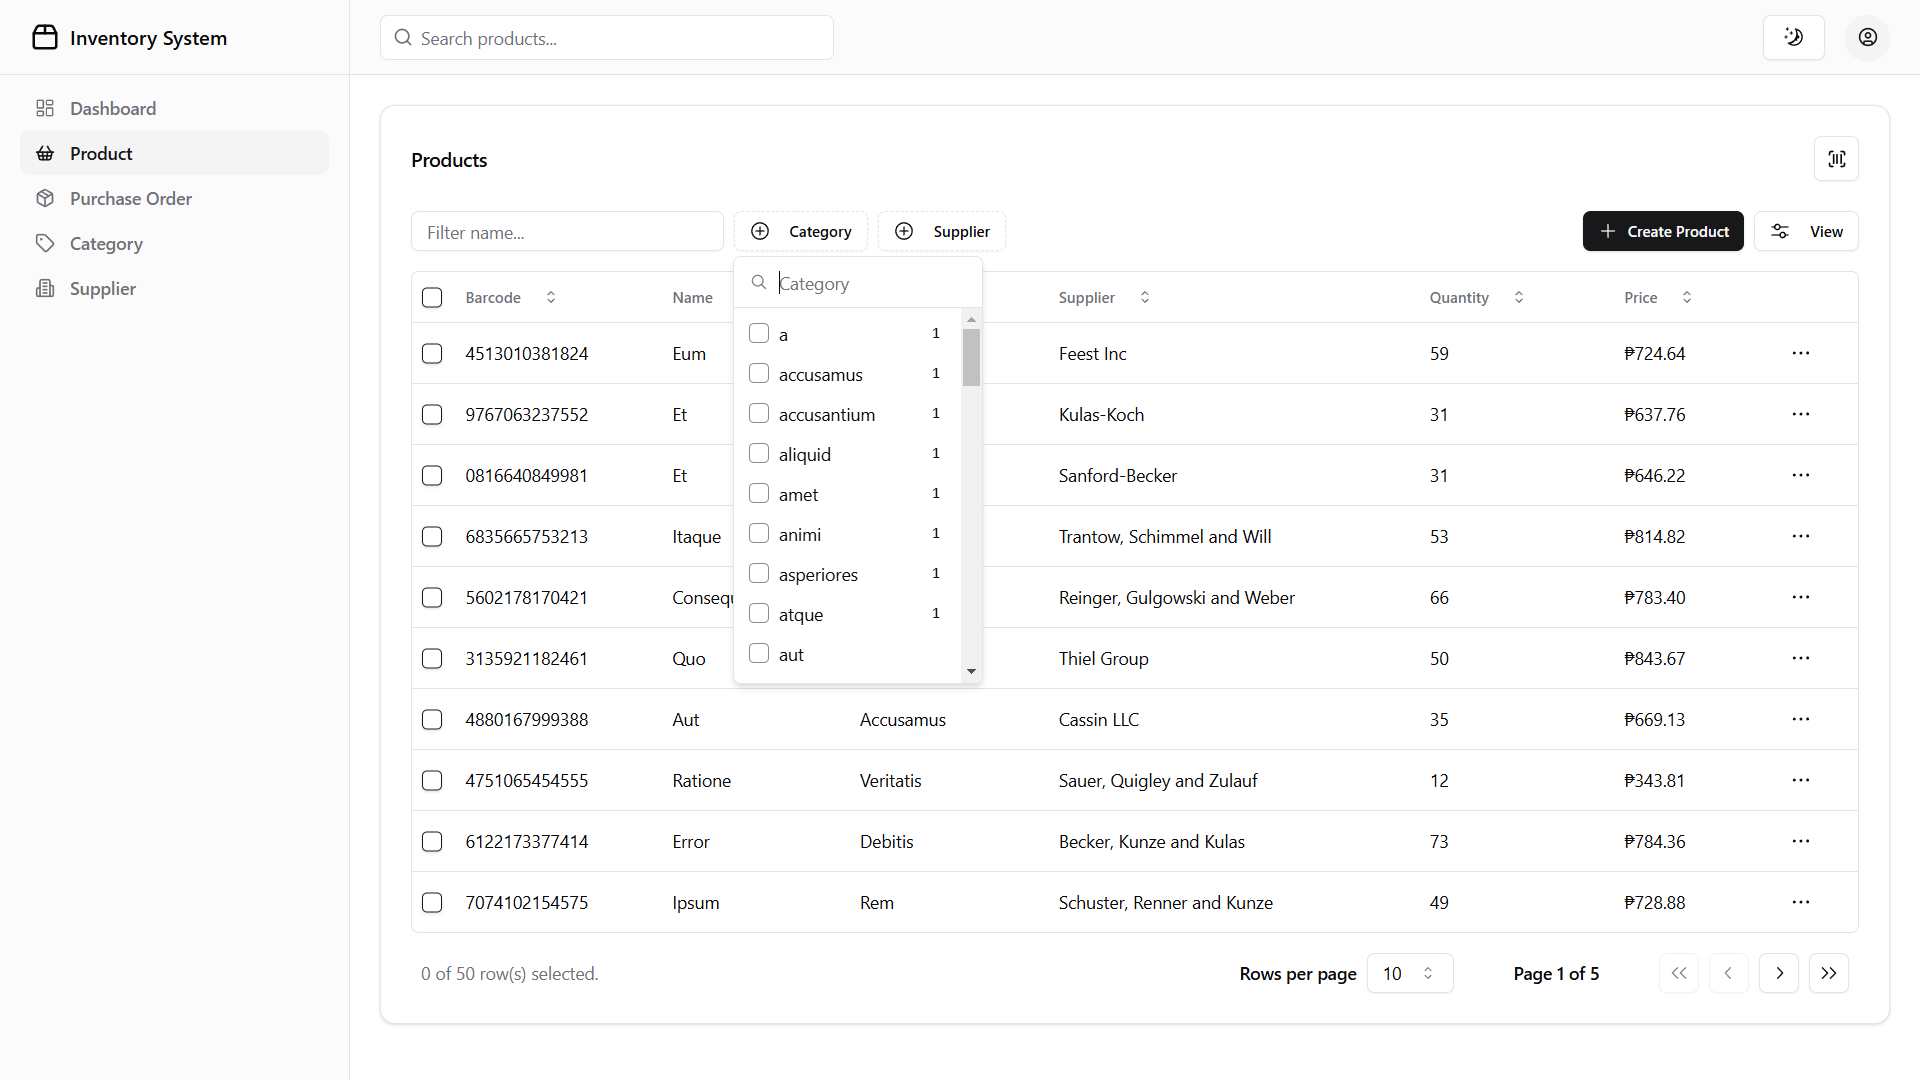 Inventory System
Search products...
Dashboard
Product
Purchase Order
Category
Supplier
Products
Filter name...
Category
Supplier
Create Product
View
Category
a 1
accusamus 1
accusantium 1
aliquid 1
amet 1
animi 1
asperiores 1
atque 1
aut
Barcode Name Supplier Quantity Price
4513010381824 Eum Feest Inc 59 ₱724.64
9767063237552 Et Kulas-Koch 31 ₱637.76
0816640849981 Et Sanford-Becker 31 ₱646.22
6835665753213 Itaque Trantow, Schimmel and Will 53 ₱814.82
5602178170421 Consequ Reinger, Gulgowski and Weber 66 ₱783.40
3135921182461 Quo Thiel Group 50 ₱843.67
4880167999388 Aut Accusamus Cassin LLC 35 ₱669.13
4751065454555 Ratione Veritatis Sauer, Quigley and Zulauf 12 ₱343.81
6122173377414 Error Debitis Becker, Kunze and Kulas 73 ₱784.36
7074102154575 Ipsum Rem Schuster, Renner and Kunze 49 ₱728.88
0 of 50 row(s) selected.
Rows per page 10 Page 1 of 5